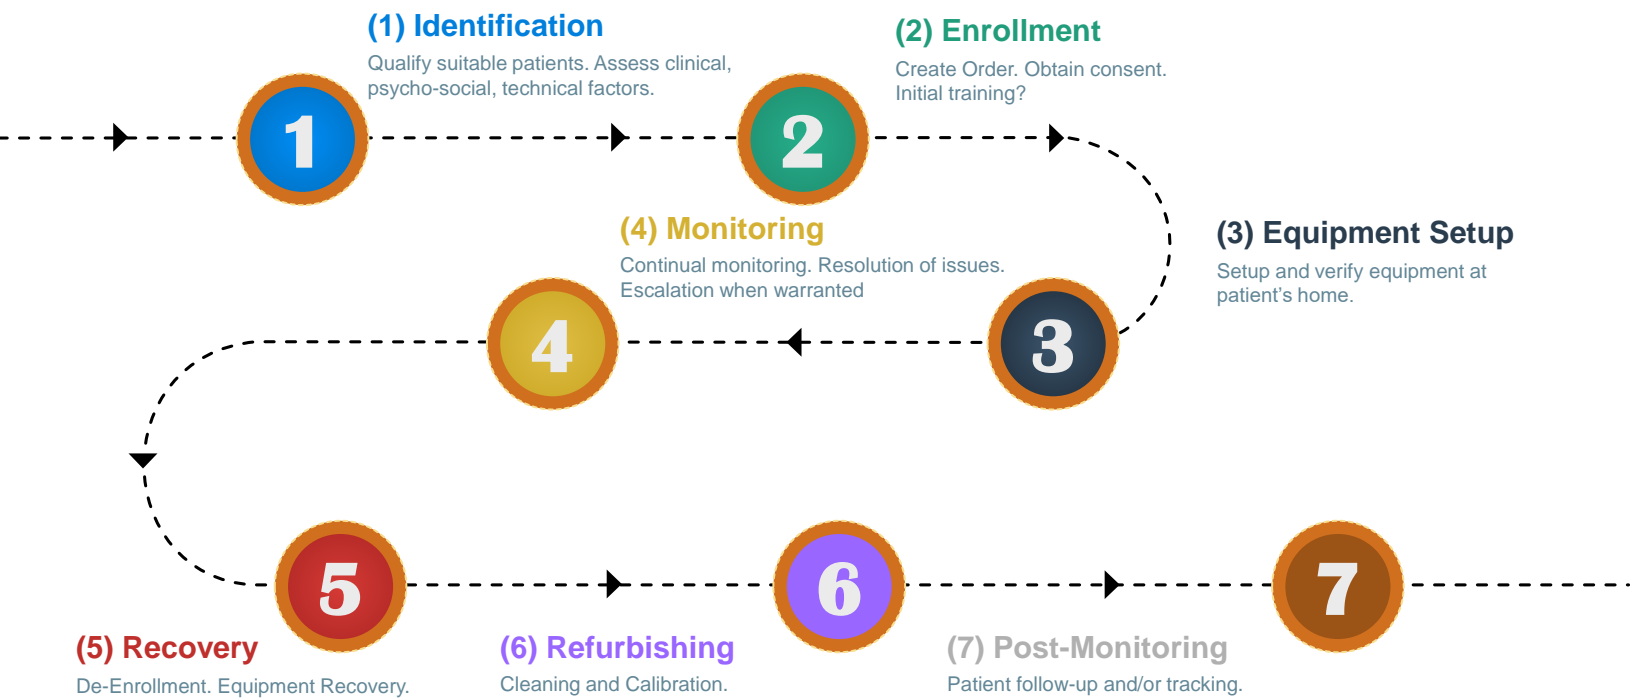 (1) Identification
Qualify suitable patients. Assess clinical,
psycho-social, technical factors.
1
(2) Enrollment
Create Order. Obtain consent.
Initial training?
2
(3) Equipment Setup
Setup and verify equipment at
patient's home.
3
(4) Monitoring
Continual monitoring. Resolution of issues.
Escalation when warranted
4
5
(5) Recovery
De-Enrollment. Equipment Recovery.
6
(6) Refurbishing
Cleaning and Calibration.
7
(7) Post-Monitoring
Patient follow-up and/or tracking.